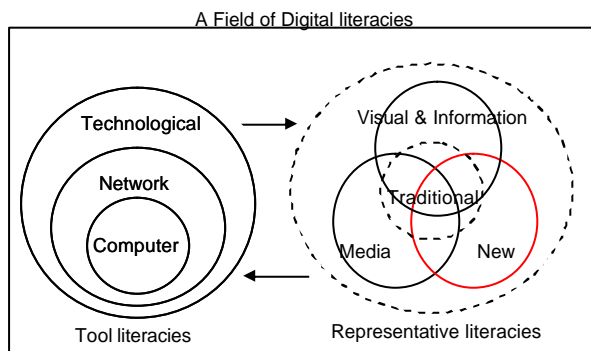 A Field of Digital literacies
Technological
Network
Computer
Tool literacies
Visual & Information
Traditional
Media
New
Representative literacies